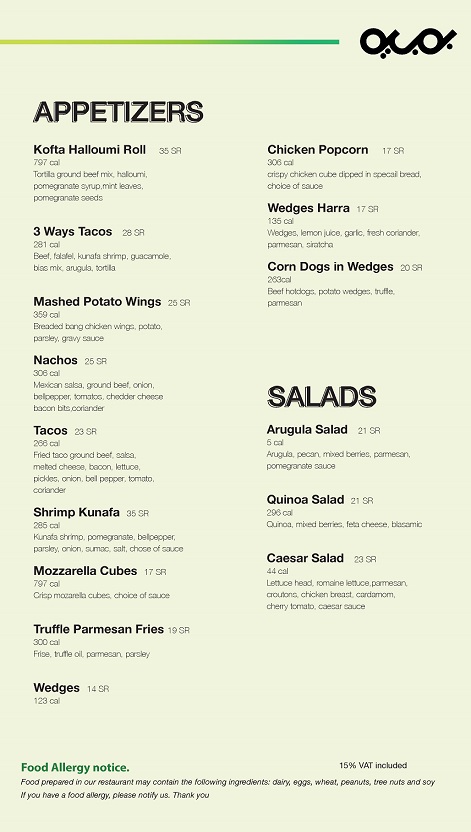 APPETIZERS
Kofta Halloumi Roll 35 SR
797 cal
Tortilla ground beef mix, halloumi,
pomegranate syrup,mint leaves,
pomegranate seeds
3 Ways Tacos 28 SR
281 cal
Beef, falafel, kunafa shrimp, guacamole,
bias mix, arugula, tortilla
Mashed Potato Wings 25 SR
359 cal
Breaded bang chicken wings, potato,
parsley, gravy sauce
Nachos 25 SR
306 cal
Mexican salsa, ground beef, onion,
bellpepper, tomatos, chedder cheese
bacon bits,coriander
Tacos 23 SR
266 cal
Fried taco ground beef, salsa,
melted cheese, bacon, lettuce,
pickles, onion, bell pepper, tomato,
coriander
Shrimp Kunafa 35 SR
285 cal
Kunafa shrimp, pomegranate, bellpepper,
parsley, onion, sumac, salt, chose of sauce
Mozzarella Cubes 17 SR
797 cal
Crisp mozarella cubes, choice of sauce
Truffle Parmesan Fries 19 SR
300 cal
Frise, truffle oil, parmesan, parsley
Wedges 14 SR
123 cal
Chicken Popcorn 17 SR
306 cal
crispy chicken cube dipped in specail bread,
choice of sauce
Wedges Harra 17 SR
135 cal
Wedges, lemon juice, garlic, fresh coriander,
parmesan, siratcha
Corn Dogs in Wedges 20 SR
263cal
Beef hotdogs, potato wedges, truffle,
parmesan
SALADS
Arugula Salad 21 SR
5 cal
Arugula, pecan, mixed berries, parmesan,
pomegranate sauce
Quinoa Salad 21 SR
296 cal
Quinoa, mixed berries, feta cheese, blasamic
Caesar Salad 23 SR
44 cal
Lettuce head, romaine lettuce,parmesan,
croutons, chicken breast, cardamom,
cherry tomato, caesar sauce
Food Allergy notice.
15% VAT included
Food prepared in our restaurant may contain the following ingredients: dairy, eggs, wheat, peanuts, tree nuts and soy
If you have a food allergy, please notify us. Thank you